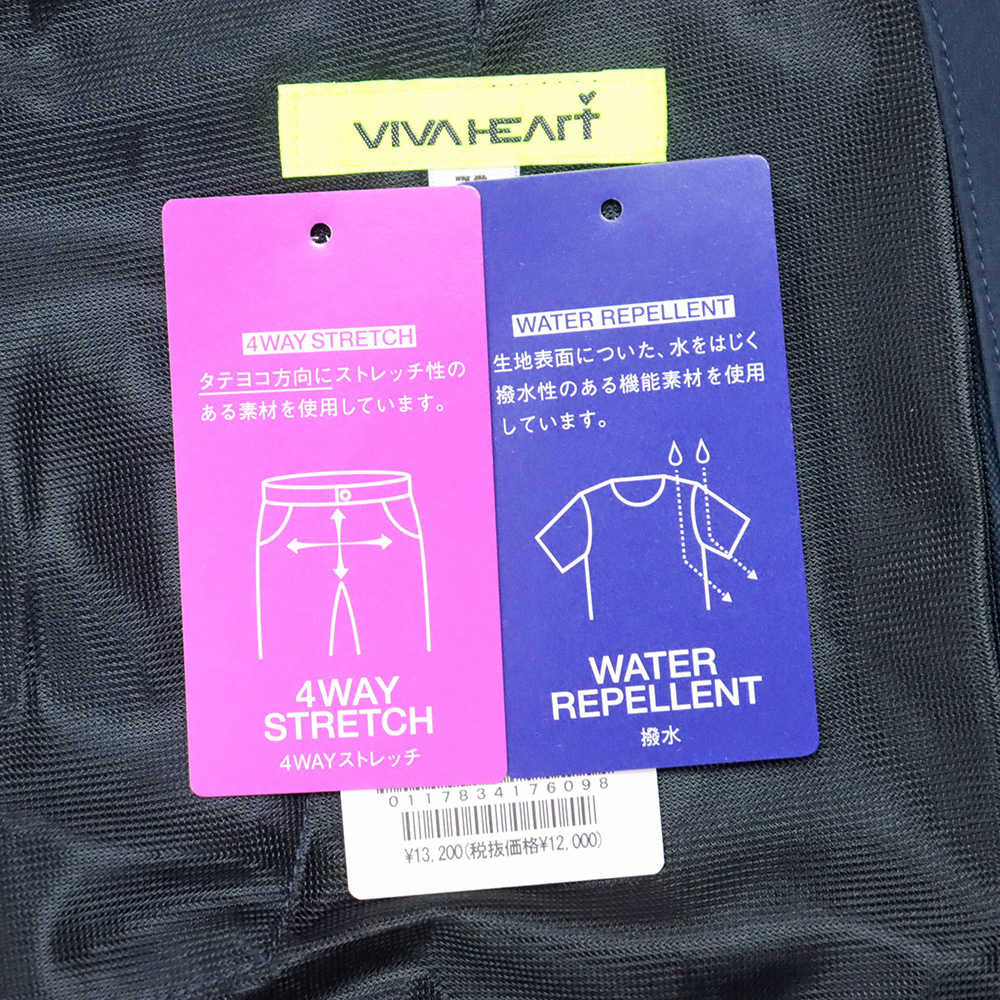 VIVAHEART
4WAY STRETCH
タテヨコ方向にストレッチ性の
ある素材を使用しています。
4WAY
STRETCH
4WAYストレッチ
WATER REPELLENT
生地表面についた、水をはじく
撥水性のある機能素材を使用
しています。
WATER
REPELLENT
撥水
0117834176098
¥13,200(税抜価格¥12,000)